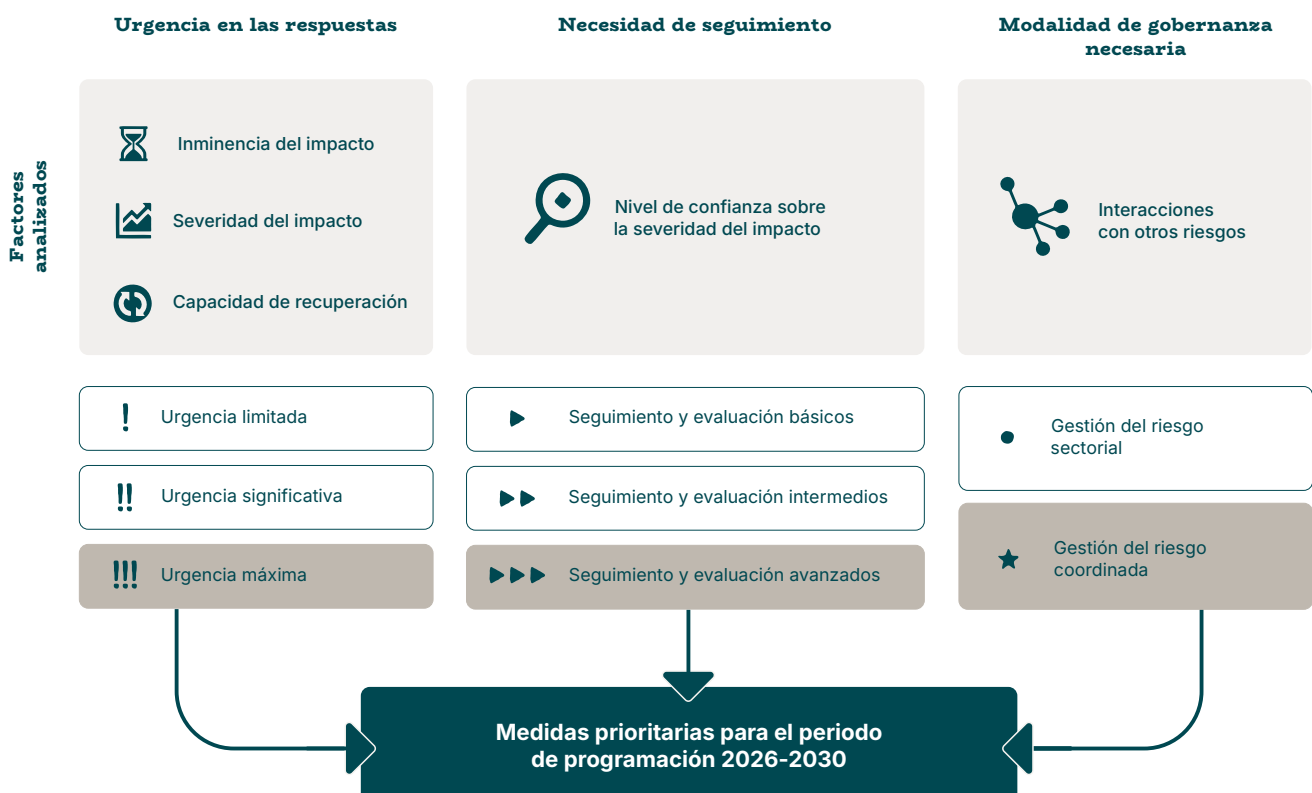 Urgencia en las respuestas
Necesidad de seguimiento
Modalidad de gobernanza
necesaria
Factores
analizados
Inminencia del impacto
Severidad del impacto
Capacidad de recuperación
Nivel de confianza sobre
la severidad del impacto
Interacciones
con otros riesgos
! Urgencia limitada
!! Urgencia significativa
!!! Urgencia máxima
Seguimiento y evaluación básicos
Seguimiento y evaluación intermedios
Seguimiento y evaluación avanzados
Gestión del riesgo
sectorial
Gestión del riesgo
coordinada
Medidas prioritarias para el periodo
de programación 2026-2030